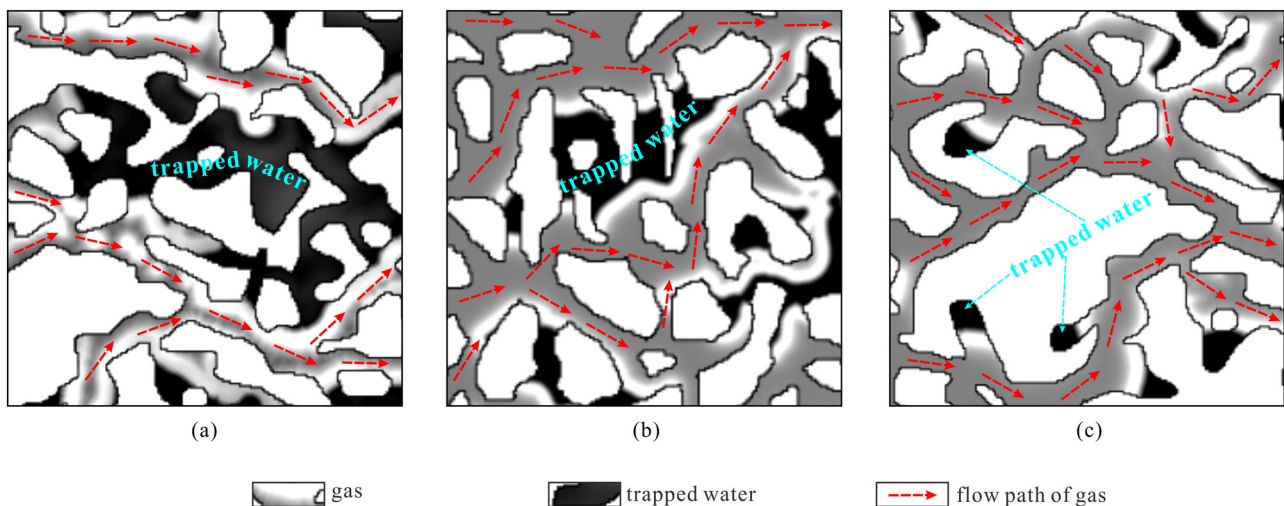 trapped water
trapped water
trapped water
(a)
(b)
(c)
gas
trapped water
flow path of gas